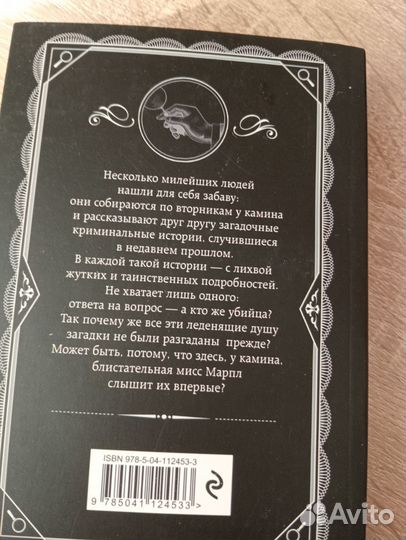 Несколько милейших людей
нашли для себя забаву:
они собираются по вторникам у камина
и рассказывают друг другу загадочные
криминальные истории, случившиеся
в недавнем прошлом.
В каждой такой истории — с лихвой
жутких и таинственных подробностей.
Не хватает лишь одного:
ответа на вопрос — а кто же убийца?
Так почему же все эти леденящие душу
загадки не были разгаданы прежде?
Может быть, потому, что здесь, у камина,
блистательная мисс Марпл
слышит их впервые?
ISBN 978-5-04-112453-3
9 785041 124533>
Avito